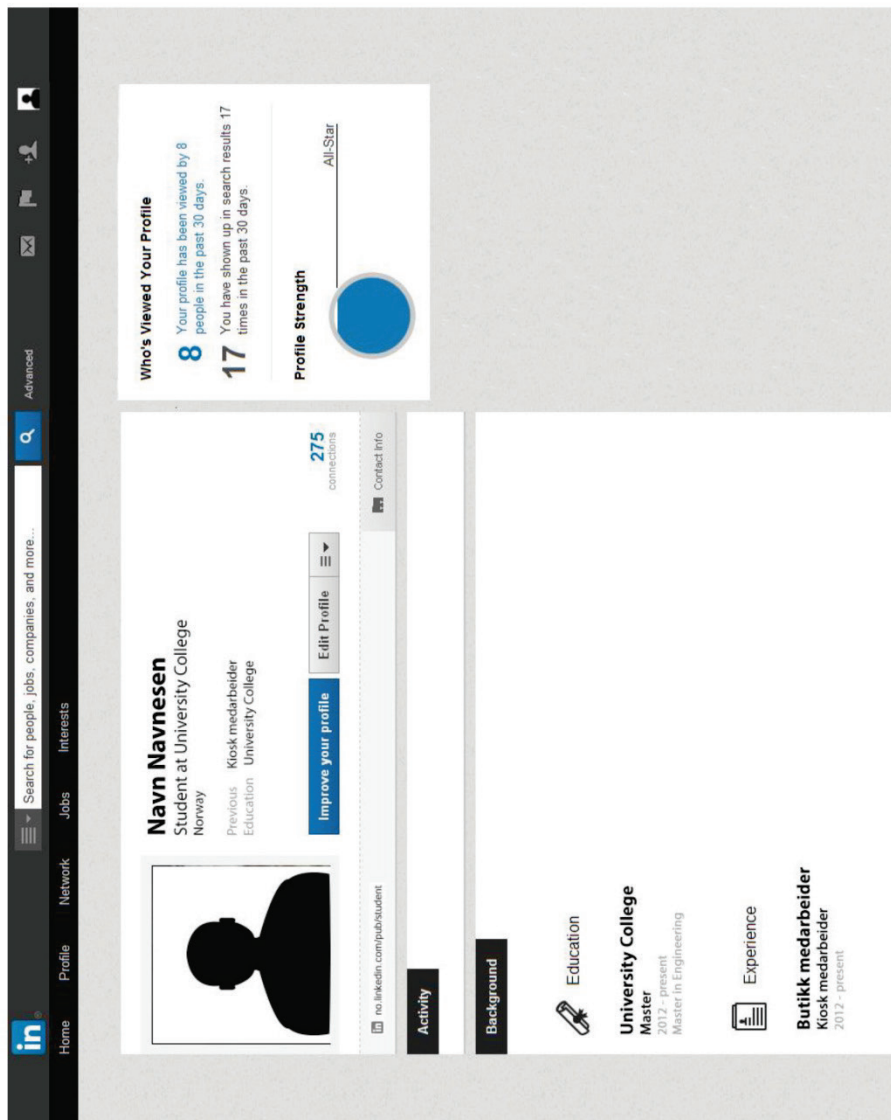 in
Search for people, jobs, companies, and more...
Advanced
Home Profile Network Jobs Interests
Navn Navnesen
Student at University College
Norway
Previous Kiosk medarbeider
Education University College
Improve your profile
Edit Profile
275
connections
in no.linkedin.com/pub/student
Contact Info
Who's Viewed Your Profile
8 Your profile has been viewed by 8
people in the past 30 days.
17 You have shown up in search results 17
times in the past 30 days.
Profile Strength
All-Star
Activity
Background
Education
University College
Master
2012 - present
Master in Engineering
Experience
Butikk medarbeider
Kiosk medarbeider
2012 - present